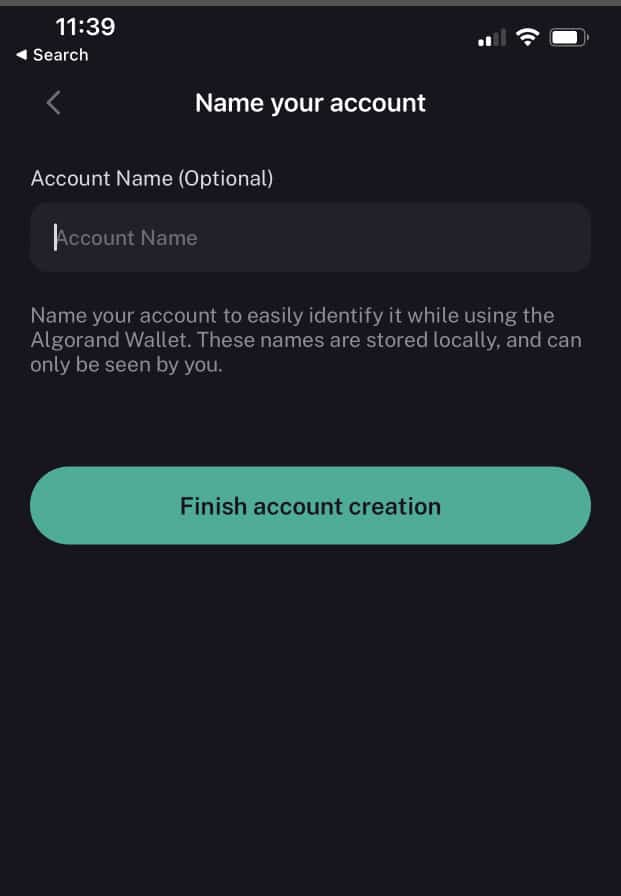 11:39
◀ Search
Name your account
Account Name (Optional)
Account Name
Name your account to easily identify it while using the
Algorand Wallet. These names are stored locally, and can
only be seen by you.
Finish account creation